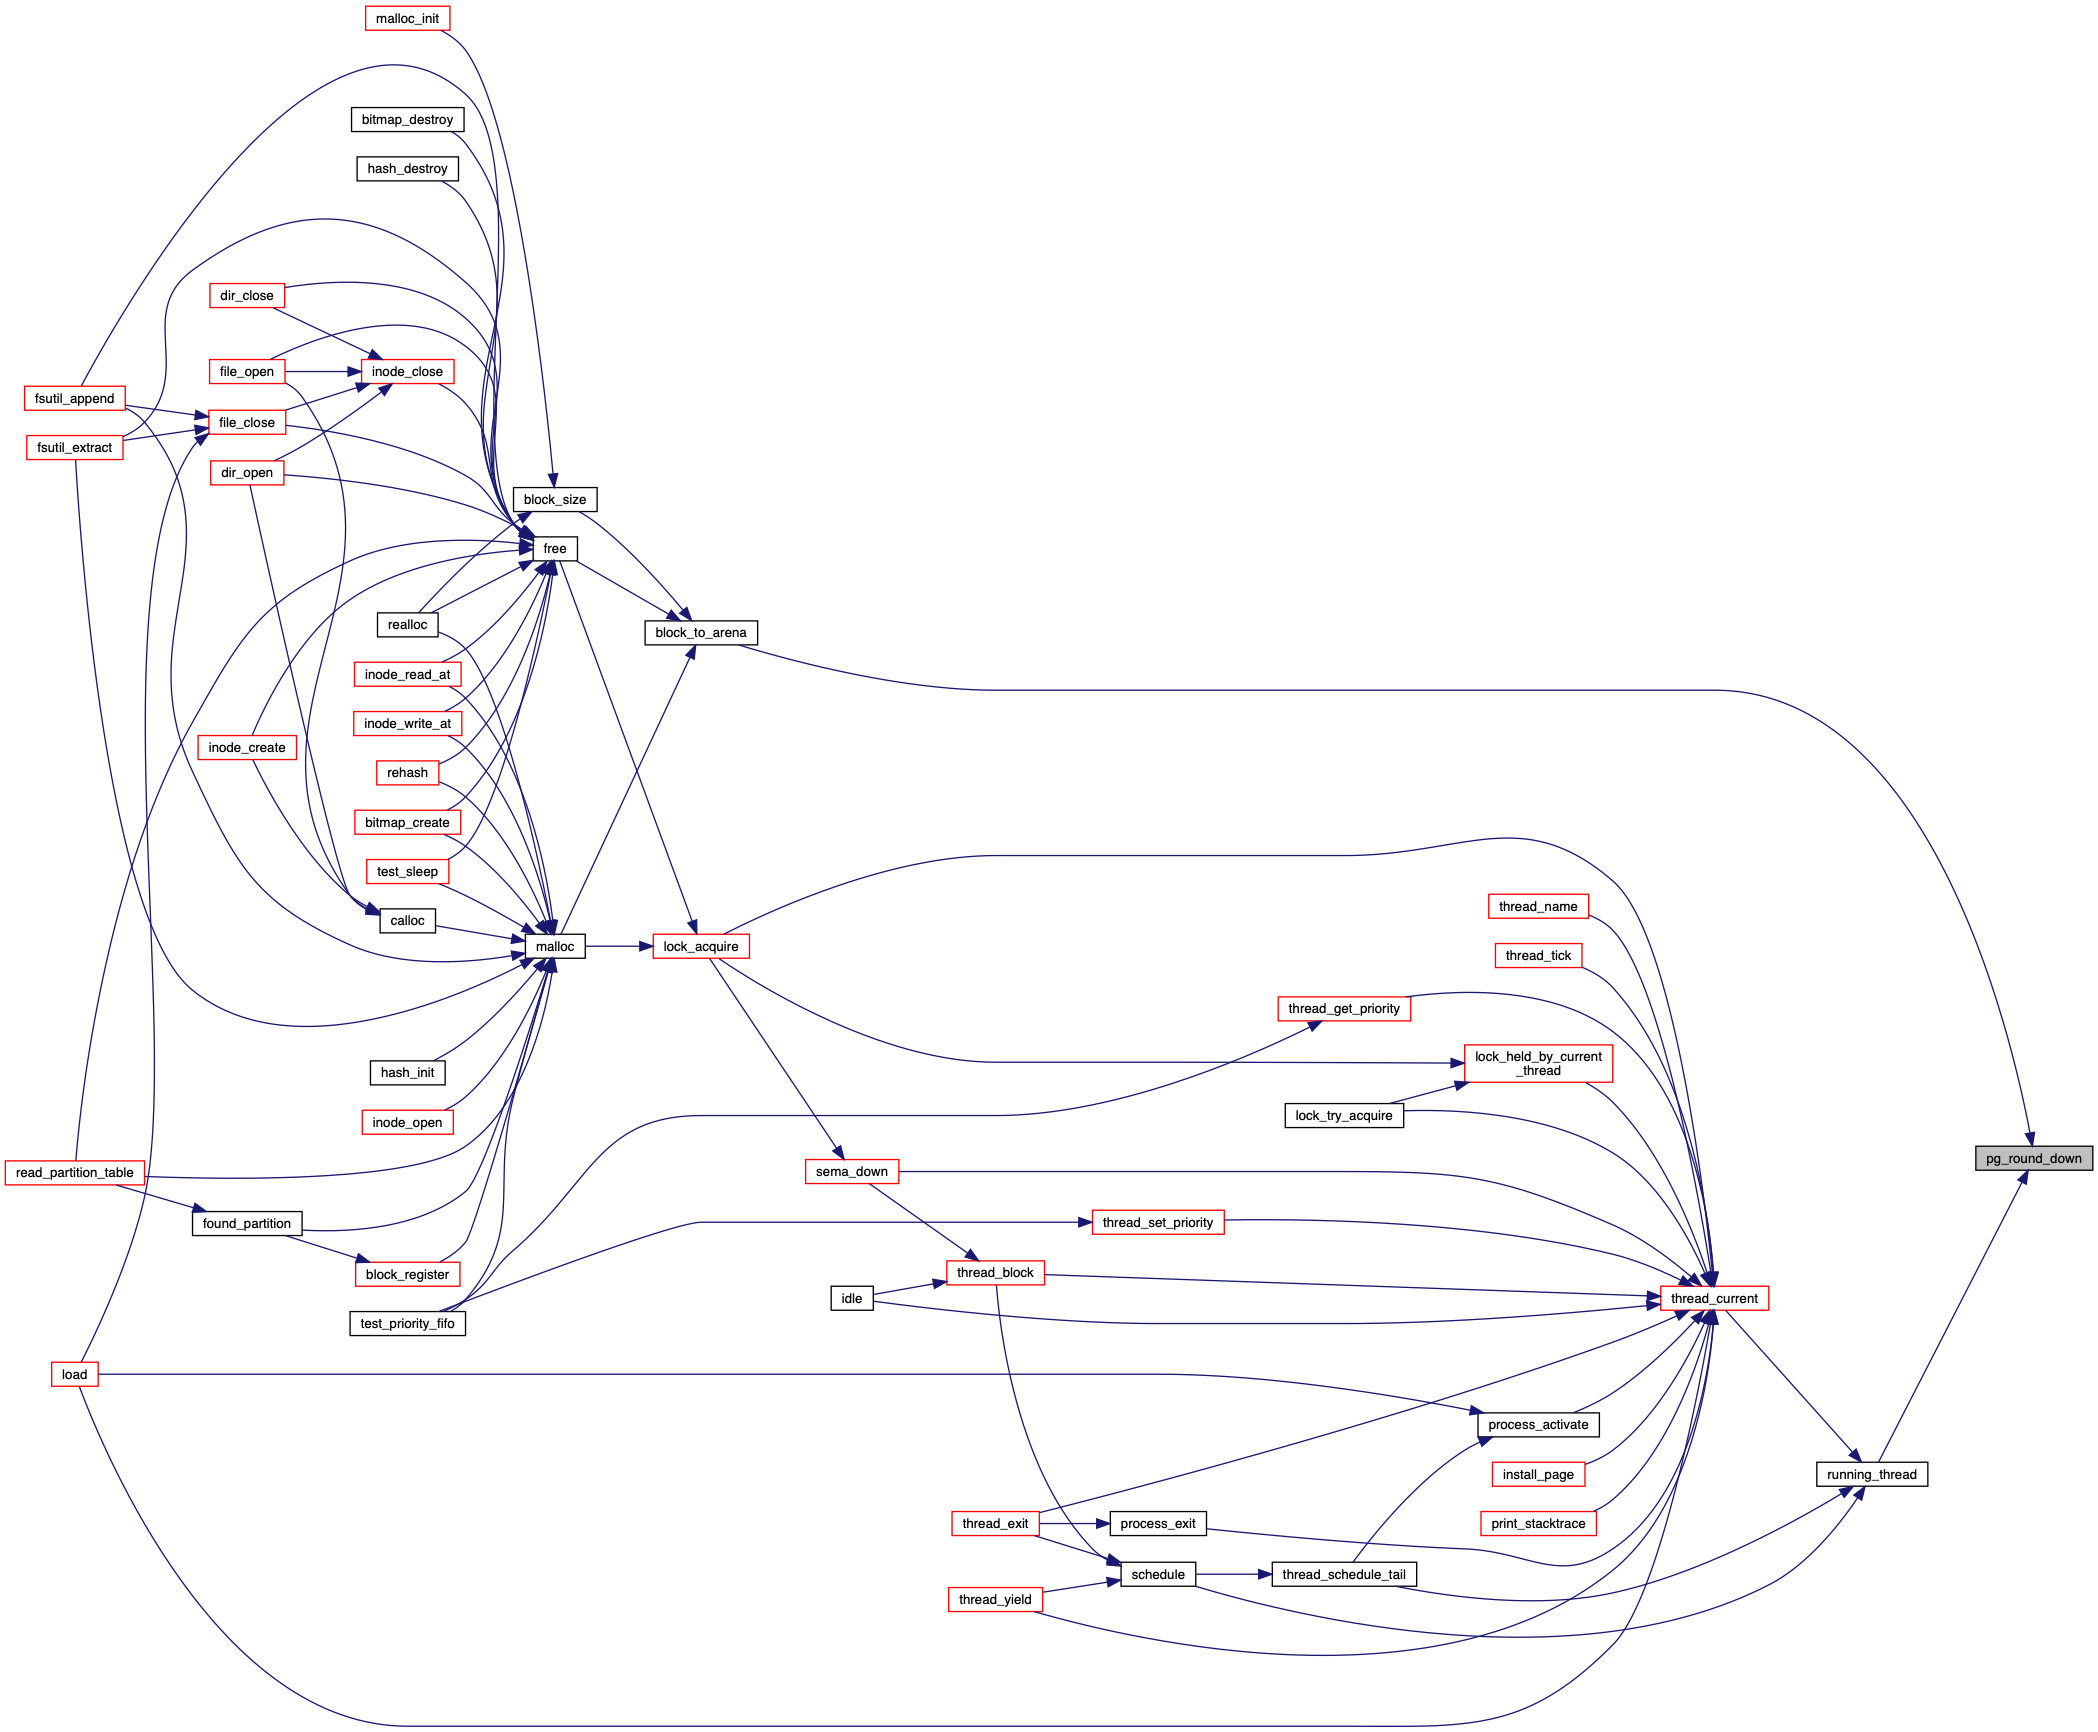 malloc_init
bitmap_destroy
hash_destroy
dir_close
file_open
inode_close
fsutil_append
file_close
fsutil_extract
dir_open
block_size
free
realloc
block_to_arena
inode_read_at
inode_write_at
inode_create
rehash
bitmap_create
test_sleep
calloc
malloc
lock_acquire
thread_name
thread_tick
thread_get_priority
hash_init
lock_held_by_current
_thread
lock_try_acquire
inode_open
pg_round_down
read_partition_table
sema_down
found_partition
thread_set_priority
block_register
thread_block
idle
thread_current
test_priority_fifo
load
process_activate
install_page
running_thread
thread_exit
process_exit
print_stacktrace
schedule
thread_schedule_tail
thread_yield